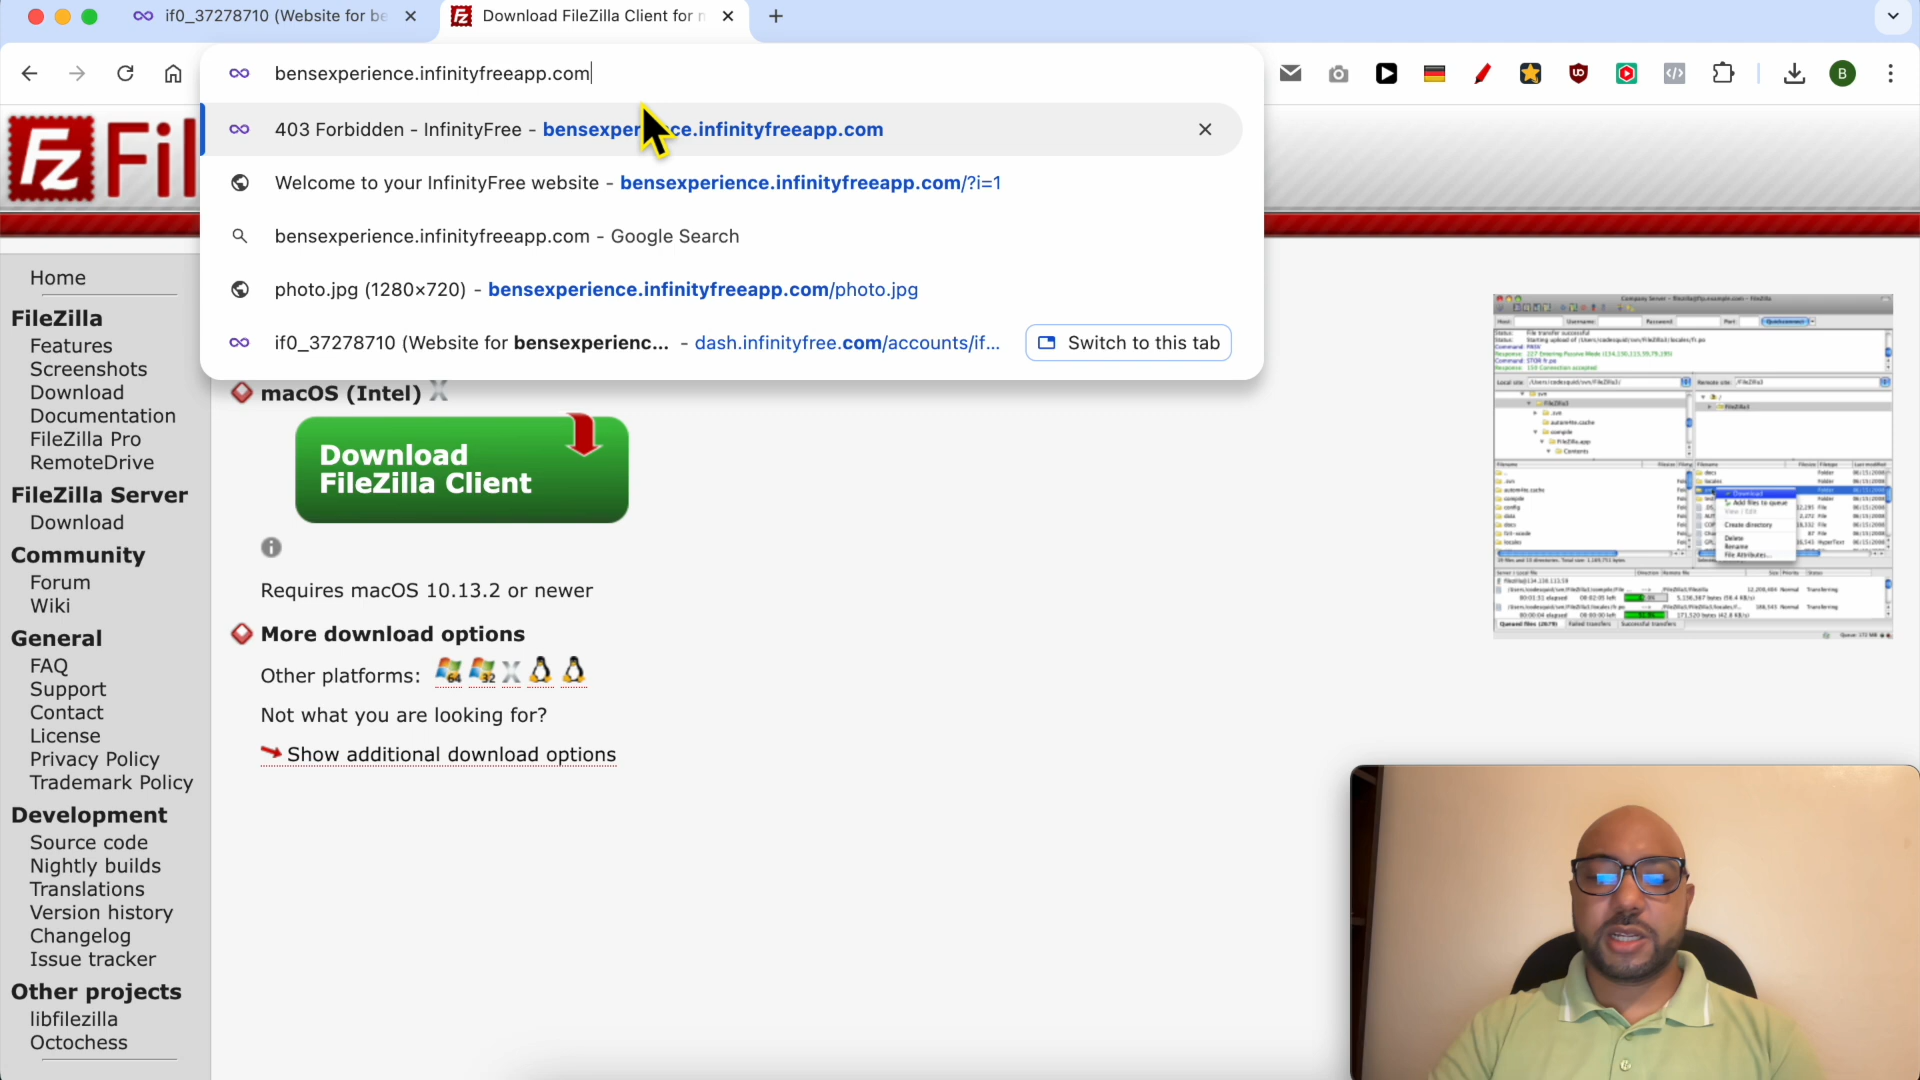 if0_37278710 (Website for be
Download FileZilla Client for m
bensexperience.infinityfreeapp.com
403 Forbidden - InfinityFree - bensexperience.infinityfreeapp.com
Welcome to your InfinityFree website - bensexperience.infinityfreeapp.com/?i=1
bensexperience.infinityfreeapp.com - Google Search
photo.jpg (1280×720) - bensexperience.infinityfreeapp.com/photo.jpg
if0_37278710 (Website for bensexperienc... - dash.infinityfree.com/accounts/if...
Switch to this tab
B
Fz Fil
Home
FileZilla
Features
Screenshots
Download
Documentation
FileZilla Pro
RemoteDrive
FileZilla Server
Download
Community
Forum
Wiki
General
FAQ
Support
Contact
License
Privacy Policy
Trademark Policy
Development
Source code
Nightly builds
Translations
Version history
Changelog
Issue tracker
Other projects
libfilezilla
Octochess
macOS (Intel)
Download
FileZilla Client
Requires macOS 10.13.2 or newer
More download options
Other platforms: 64 32
Not what you are looking for?
Show additional download options